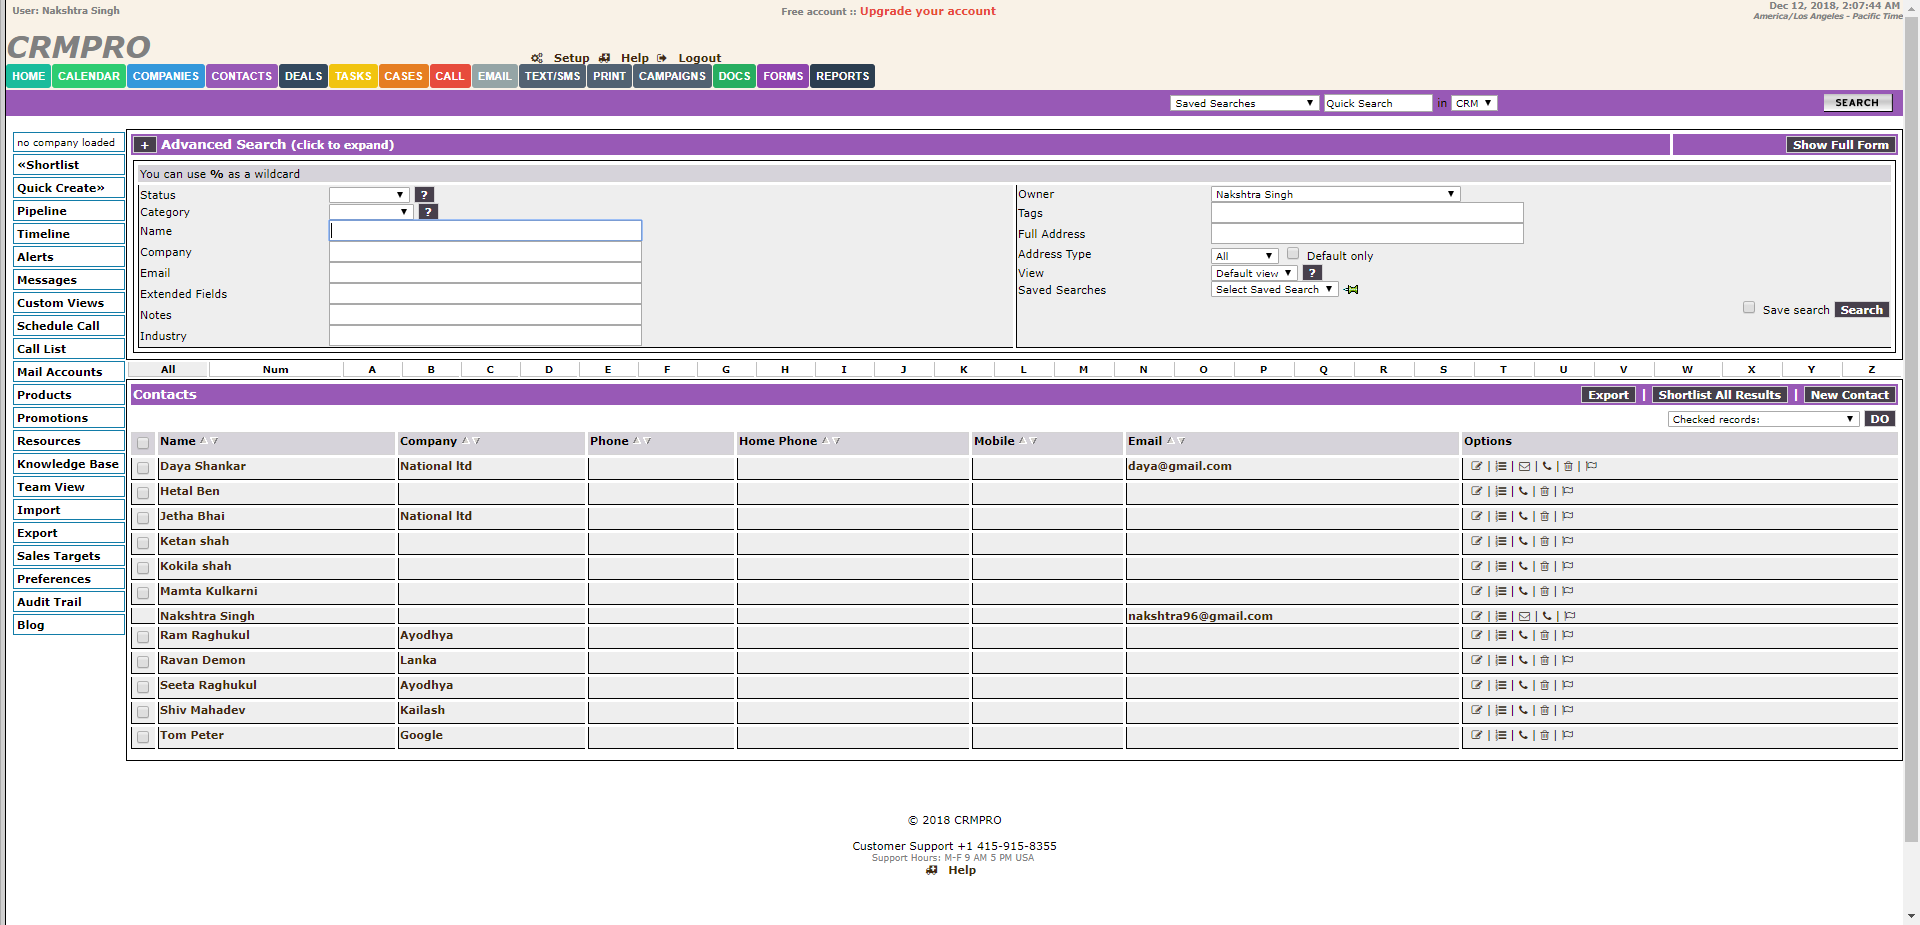 User: Nakshtra Singh
Free account :: Upgrade your account
Dec 12, 2018, 2:07:44 AM
America/Los Angeles - Pacific Time
CRMPRO
Setup Help Logout
HOME CALENDAR COMPANIES CONTACTS DEALS TASKS CASES CALL EMAIL TEXT/SMS PRINT CAMPAIGNS DOCS FORMS REPORTS
Saved Searches Quick Search in CRM SEARCH
no company loaded
«Shortlist
Quick Create»
Pipeline
Timeline
Alerts
Messages
Custom Views
Schedule Call
Call List
Mail Accounts
Products
Promotions
Resources
Knowledge Base
Team View
Import
Export
Sales Targets
Preferences
Audit Trail
Blog
+ Advanced Search (click to expand) Show Full Form
You can use % as a wildcard
Status ?
Category ?
Name
Company
Email
Extended Fields
Notes
Industry
Owner Nakshtra Singh
Tags
Full Address
Address Type All Default only
View Default view ?
Saved Searches Select Saved Search
Save search Search
All Num A B C D E F G H I J K L M N O P Q R S T U V W X Y Z
Contacts Export | Shortlist All Results | New Contact
Checked records: DO
Name Company Phone Home Phone Mobile Email Options
Daya Shankar National ltd daya@gmail.com
Hetal Ben
Jetha Bhai National ltd
Ketan shah
Kokila shah
Mamta Kulkarni
Nakshtra Singh nakshtra96@gmail.com
Ram Raghukul Ayodhya
Ravan Demon Lanka
Seeta Raghukul Ayodhya
Shiv Mahadev Kailash
Tom Peter Google
© 2018 CRMPRO
Customer Support +1 415-915-8355
Support Hours: M-F 9 AM 5 PM USA
Help